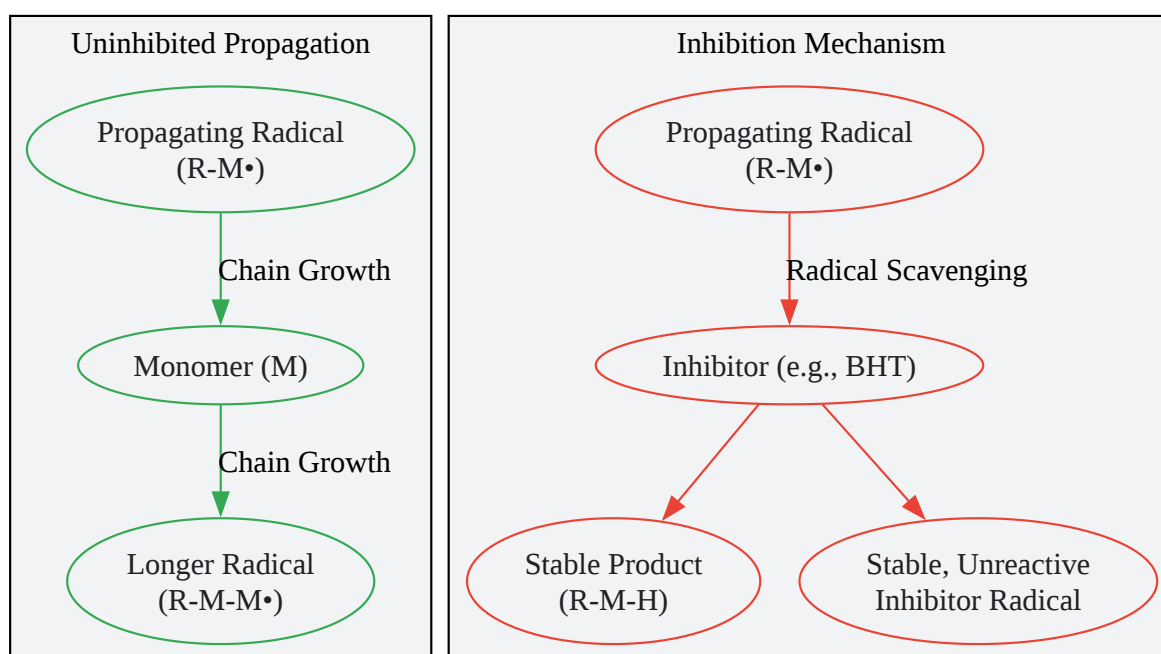 Uninhibited Propagation
Propagating Radical
(R-M•)
Chain Growth
Monomer (M)
Chain Growth
Longer Radical
(R-M-M•)
Inhibition Mechanism
Propagating Radical
(R-M•)
Radical Scavenging
Inhibitor (e.g., BHT)
Stable Product
(R-M-H)
Stable, Unreactive
Inhibitor Radical